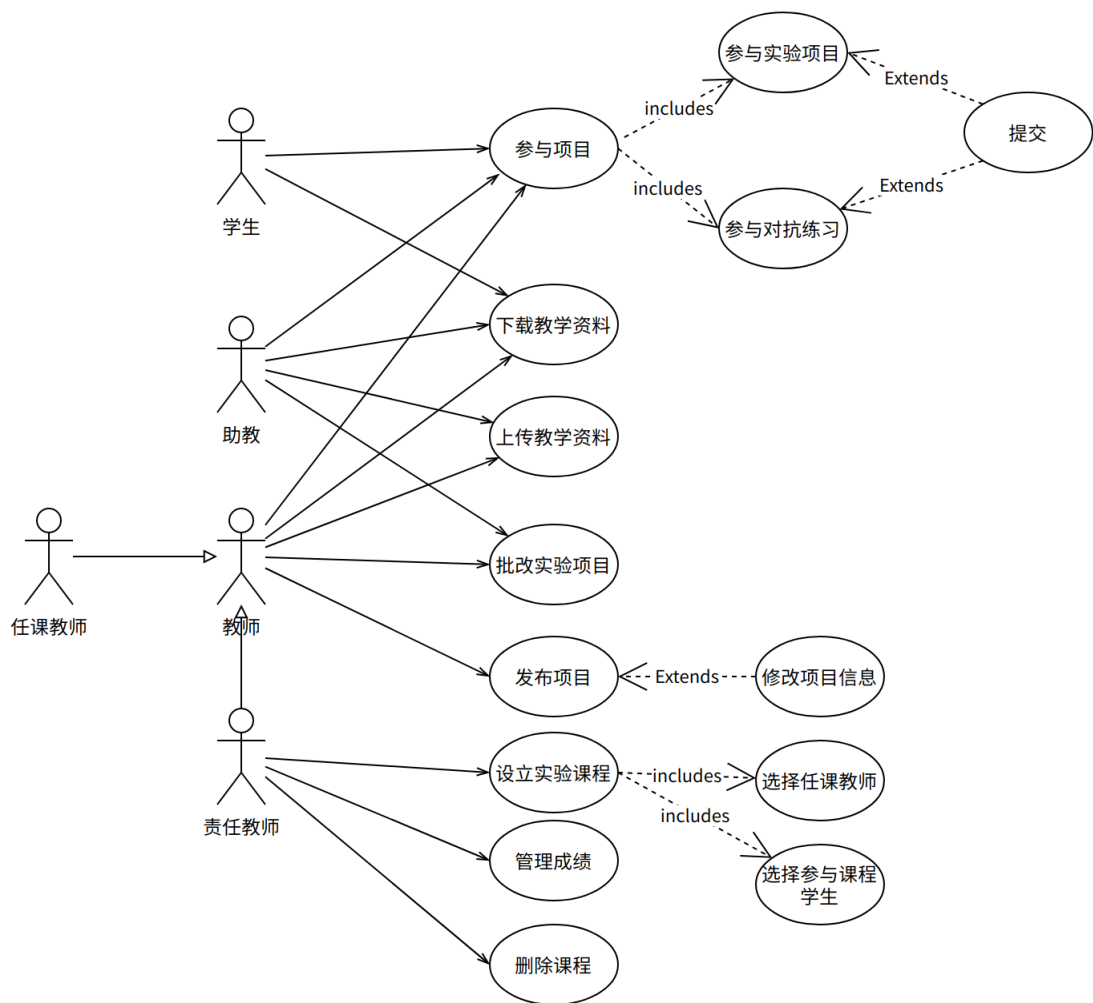 参与实验项目
Extends
includes
提交
参与项目
includes
Extends
参与对抗练习
学生
下载教学资料
助教
上传教学资料
批改实验项目
任课教师
教师
发布项目
Extends
修改项目信息
设立实验课程
includes
选择任课教师
includes
责任教师
管理成绩
选择参与课程
学生
删除课程